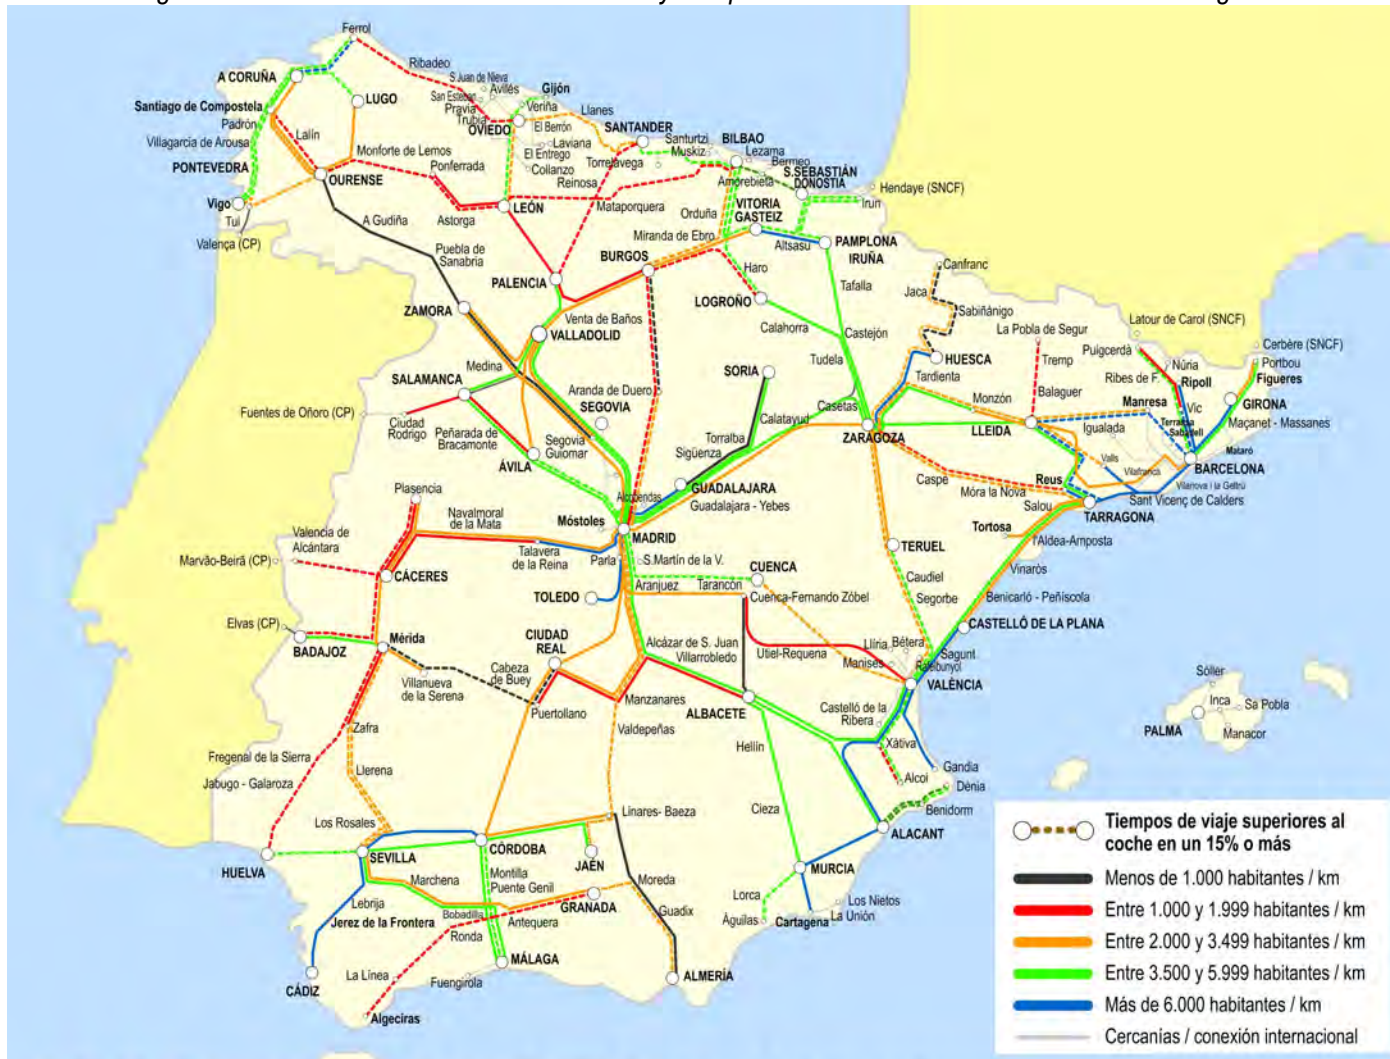 Ferrol
Ribadeo
A CORUÑA
S.Juan de Nieva
Avilés
Gijón
LUGO
San Esteban
Pravia
Veriña
Llanes
Santiago de Compostela
Trubia
OVIEDO
El Berrón
SANTANDER
Santurtzi
BILBAO
Padrón
Lalín
Laviana
Muskiz
Lezama
Villagarcía de Arousa
Monforte de Lemos
El Entrego
Bermeo
PONTEVEDRA
Ponferrada
Collanzo
Torrelavega
S.SEBASTIÁN
DONOSTIA
Hendaye (SNCF)
OURENSE
Reinosa
Amorebieta
Irun
Vigo
LEÓN
VITORIA
GASTEIZ
Tui
A Gudiña
Astorga
Mataporquera
Orduña
Valença (CP)
Miranda de Ebro
Altsasu
PAMPLONA
IRUÑA
Puebla de
Sanabria
BURGOS
Haro
Canfranc
PALENCIA
Tafalla
Jaca
ZAMORA
LOGROÑO
Sabiñánigo
Venta de Baños
Calahorra
Castejón
La Pobla de Segur
Latour de Carol (SNCF)
VALLADOLID
Puigcerdà
Cerbère (SNCF)
Medina
Tudela
HUESCA
Tremp
Núria
Portbou
SALAMANCA
SORIA
Tardienta
Ribes de F.
Ripoll
Figueres
Aranda de Duero
Balaguer
SEGOVIA
Casetas
Monzón
Manresa
Vic
GIRONA
Fuentes de Oñoro (CP)
Calatayud
Terrassa
Sabadell
Maçanet - Massanes
Ciudad
Rodrigo
Peñarada de
Bracamonte
Segovia
Guiomar
Torralba
ZARAGOZA
LLEIDA
Igualada
Mataró
ÁVILA
Sigüenza
Valls
Vilafranca
BARCELONA
Caspe
Reus
Vilanova i la Geltrú
Plasencia
Alcobendas
GUADALAJARA
Móra la Nova
Sant Vicenç de Calders
Navalmoral
de la Mata
Guadalajara - Yebes
Salou
TARRAGONA
Móstoles
MADRID
Tortosa
Valencia de
Alcántara
Talavera
de la Reina
Parla
S.Martín de la V.
TERUEL
Aldea-Amposta
Marvão-Beirã (CP)
CÁCERES
CUENCA
Caudiel
Vinaròs
Aranjuez
Tarancón
Cuenca-Fernando Zóbel
Segorbe
Benicarló - Peñíscola
TOLEDO
Elvas (CP)
CASTELLÓ DE LA PLANA
Mérida
CIUDAD
REAL
Alcázar de S. Juan
Llíria
Bétera
Sagunt
BADAJOZ
Villarrobledo
Utiel-Requena
Manises
Rafelbunyol
Sóller
Villanueva
de la Serena
Cabeza
de Buey
VALÈNCIA
Inca
Sa Pobla
Manzanares
ALBACETE
Castelló de la
Ribera
PALMA
Manacor
Puertollano
Valdepeñas
Zafra
Hellín
Xàtiva
Fregenal de la Sierra
Gandia
Llerena
Alcoi
Dènia
Jabugo - Galaroza
Cieza
Benidorm
Linares- Baeza
Los Rosales
ALACANT
SEVILLA
CÓRDOBA
JAÉN
HUELVA
MURCIA
Montilla
Puente Genil
Marchena
Moreda
Lorca
Los Nietos
Lebrija
GRANADA
Cartagena
La Unión
Jerez de la Frontera
Bobadilla
Antequera
Guadix
Águilas
Ronda
MÁLAGA
La Línea
Fuengirola
ALMERÍA
CÁDIZ
Algeciras
Tiempos de viaje superiores al
coche en un 15% o más
Menos de 1.000 habitantes / km
Entre 1.000 y 1.999 habitantes / km
Entre 2.000 y 3.499 habitantes / km
Entre 3.500 y 5.999 habitantes / km
Más de 6.000 habitantes / km
Cercanías / conexión internacional